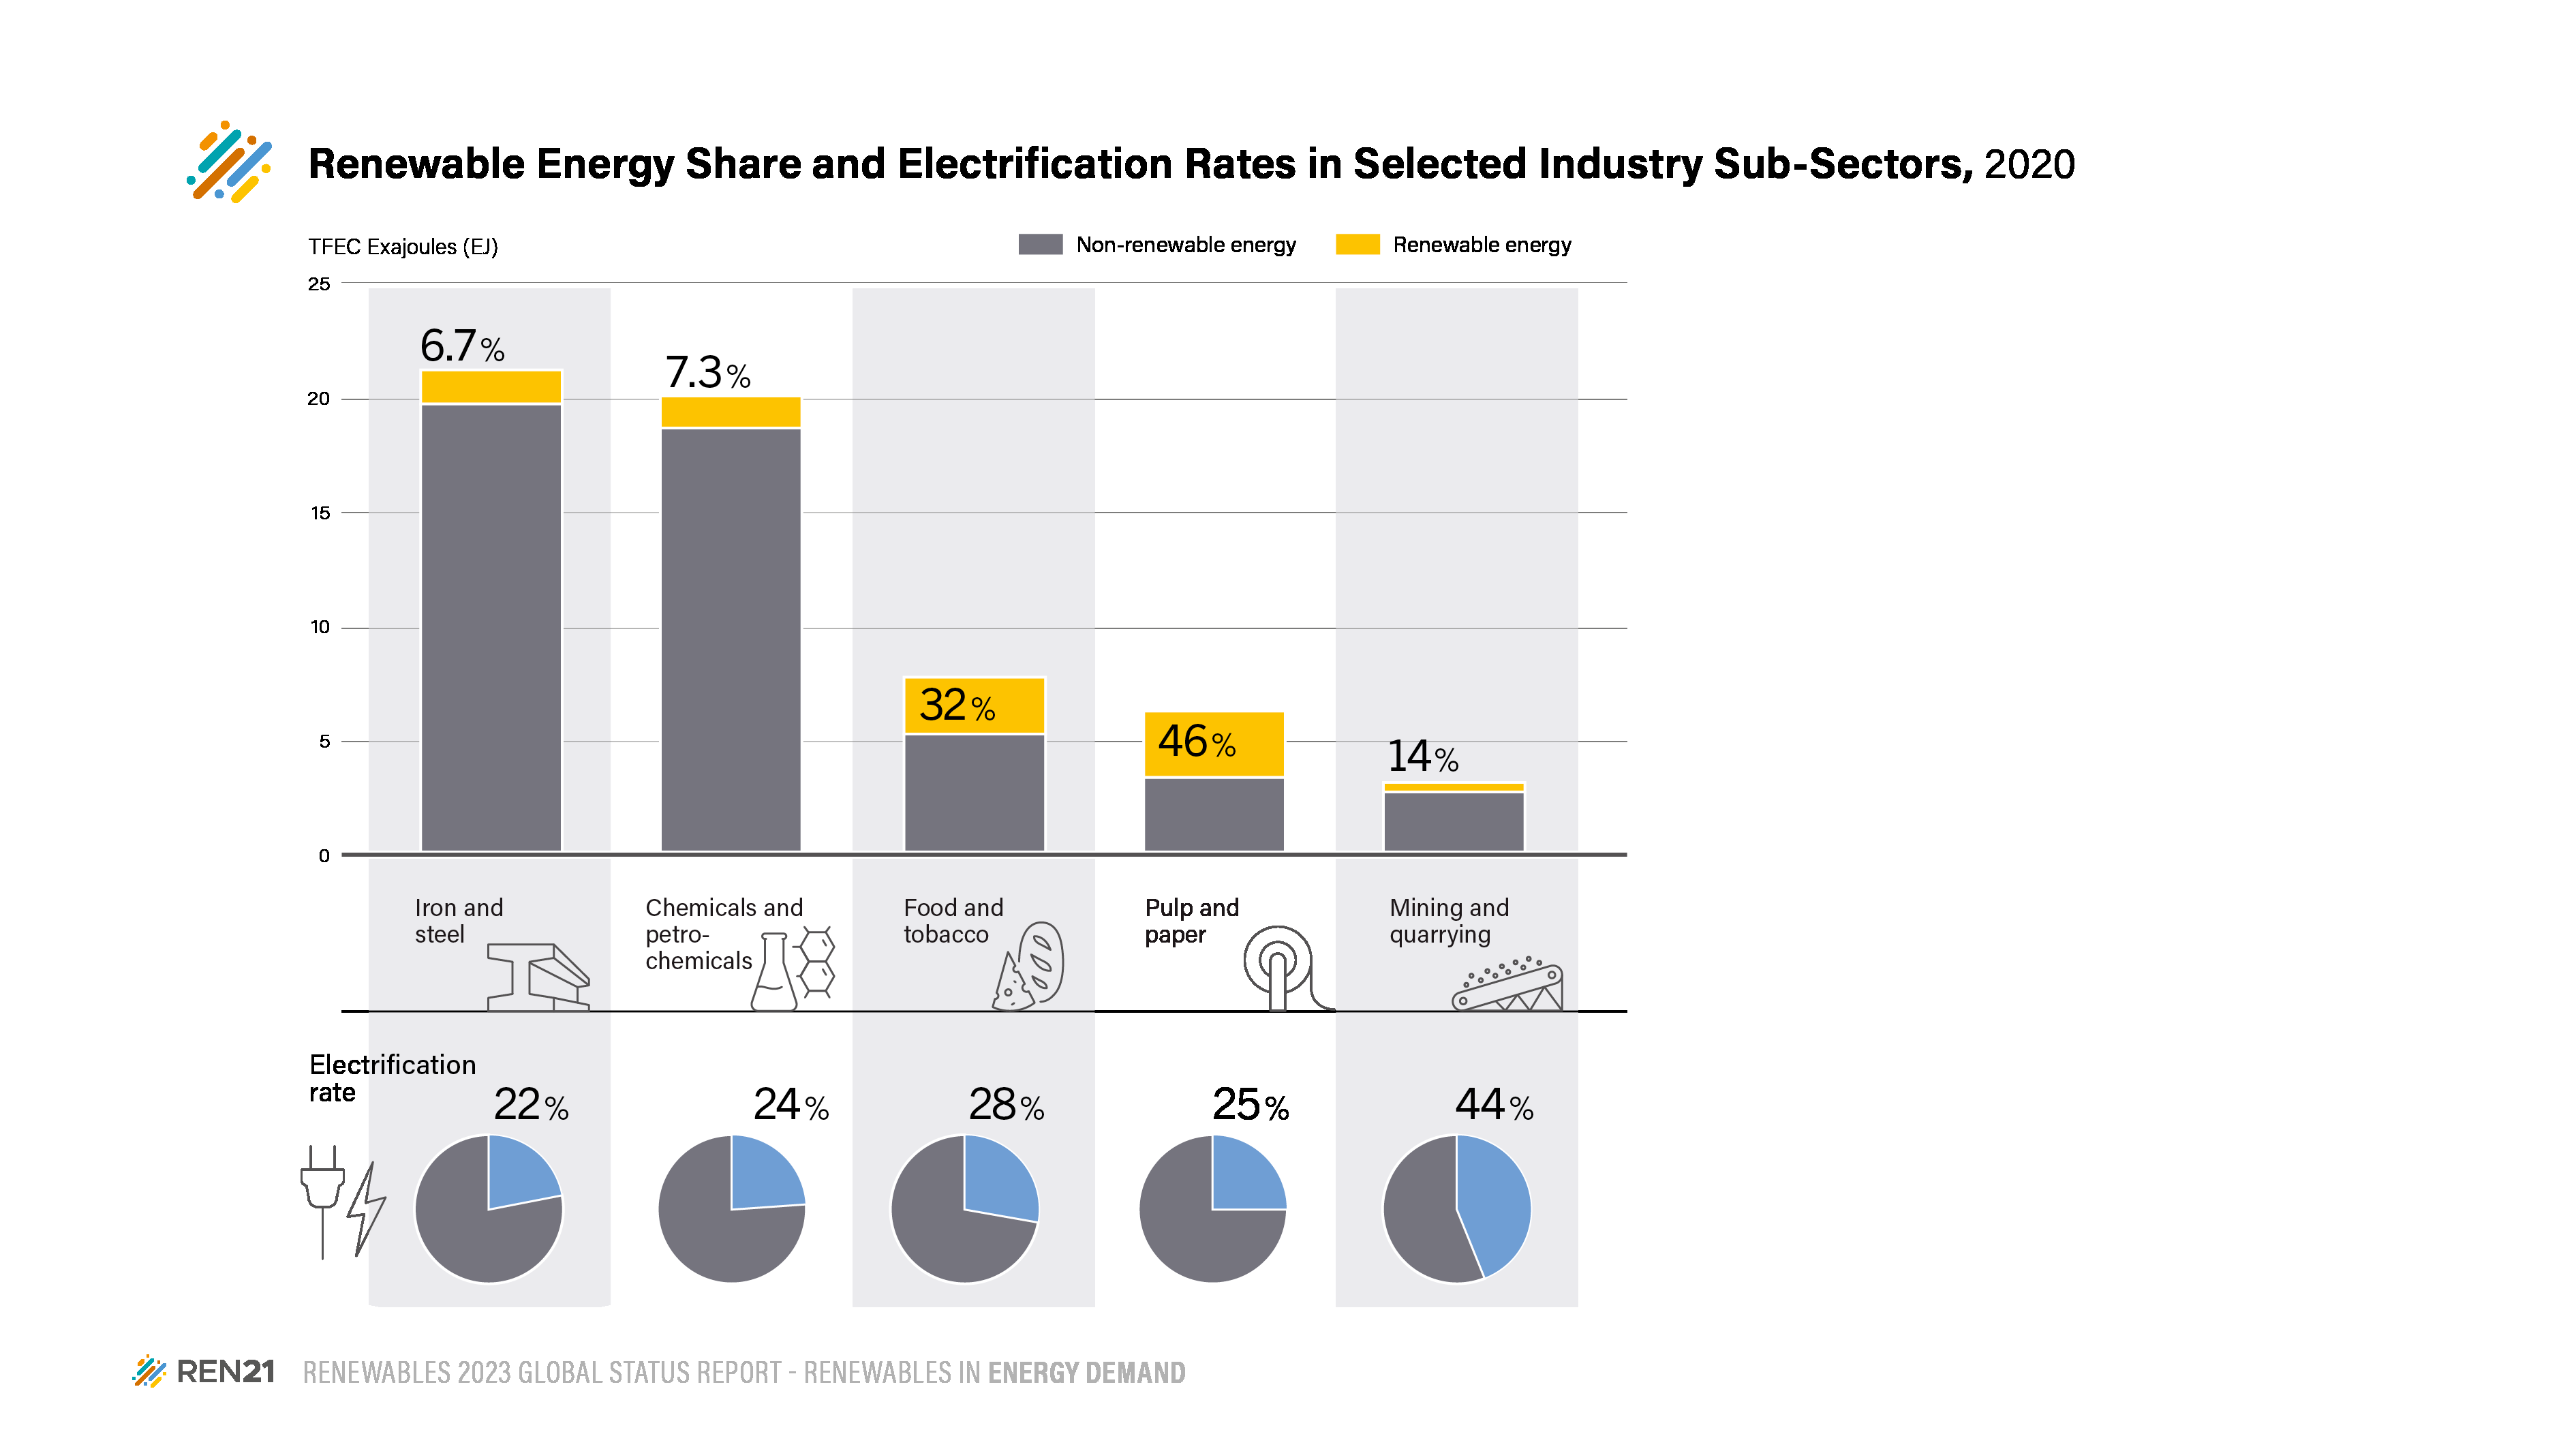 Renewable Energy Share and Electrification Rates in Selected Industry Sub-Sectors, 2020
TFEC Exajoules (EJ)
Non-renewable energy
Renewable energy
25
20
15
10
5
0
6.7%
7.3%
32%
46%
14%
Iron and
steel
Chemicals and
petro-
chemicals
Food and
tobacco
Pulp and
paper
Mining and
quarrying
Electrification
rate
22%
24%
28%
25%
44%
REN21 RENEWABLES 2023 GLOBAL STATUS REPORT - RENEWABLES IN ENERGY DEMAND